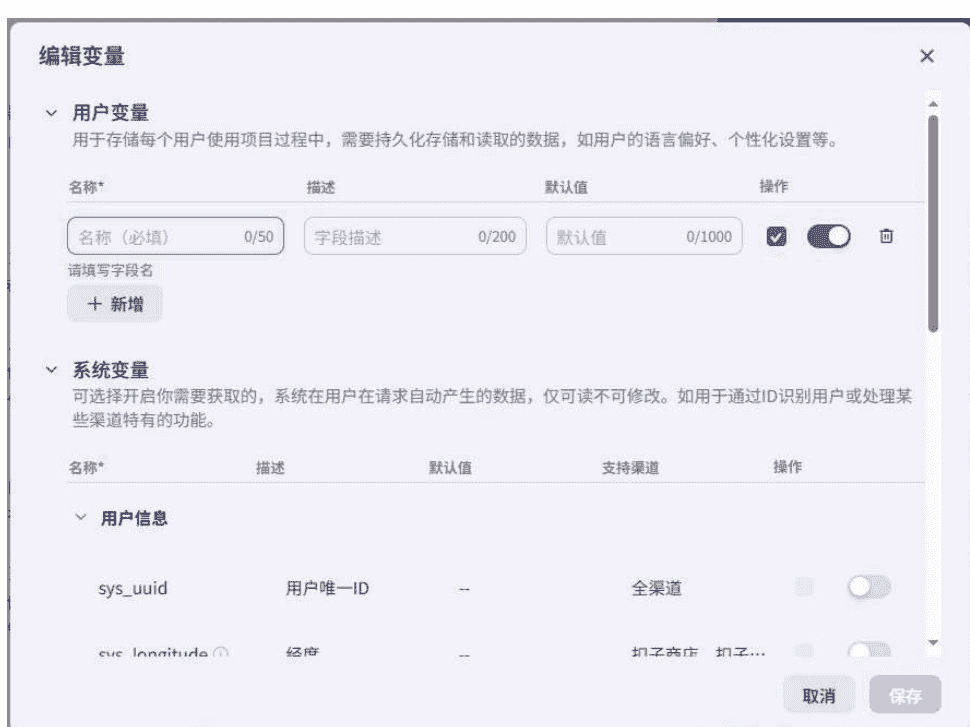 编辑变量
用户变量
用于存储每个用户使用项目过程中，需要持久化存储和读取的数据，如用户的语言偏好、个性化设置等。
名称* 描述 默认值 操作
名称（必填） 0/50 字段描述 0/200 默认值 0/1000
请填写字段名
+ 新增
系统变量
可选择开启你需要获取的，系统在用户在请求自动产生的数据，仅可读不可修改。如用于通过ID识别用户或处理某
些渠道特有的功能。
名称* 描述 默认值 支持渠道 操作
用户信息
sys_uuid 用户唯一ID -- 全渠道
sys_longitude 经度 -- 扣子商店、扣子…
取消 保存